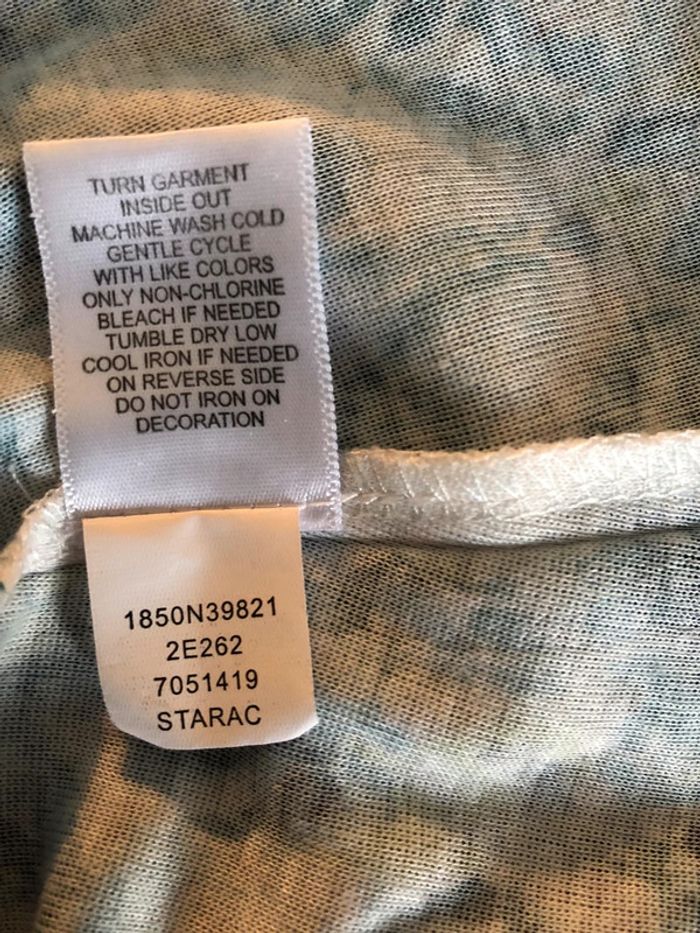 TURN GARMENT
INSIDE OUT
MACHINE WASH COLD
GENTLE CYCLE
WITH LIKE COLORS
ONLY NON-CHLORINE
BLEACH IF NEEDED
TUMBLE DRY LOW
COOL IRON IF NEEDED
ON REVERSE SIDE
DO NOT IRON ON
DECORATION
1850N39821
2E262
7051419
STARAC